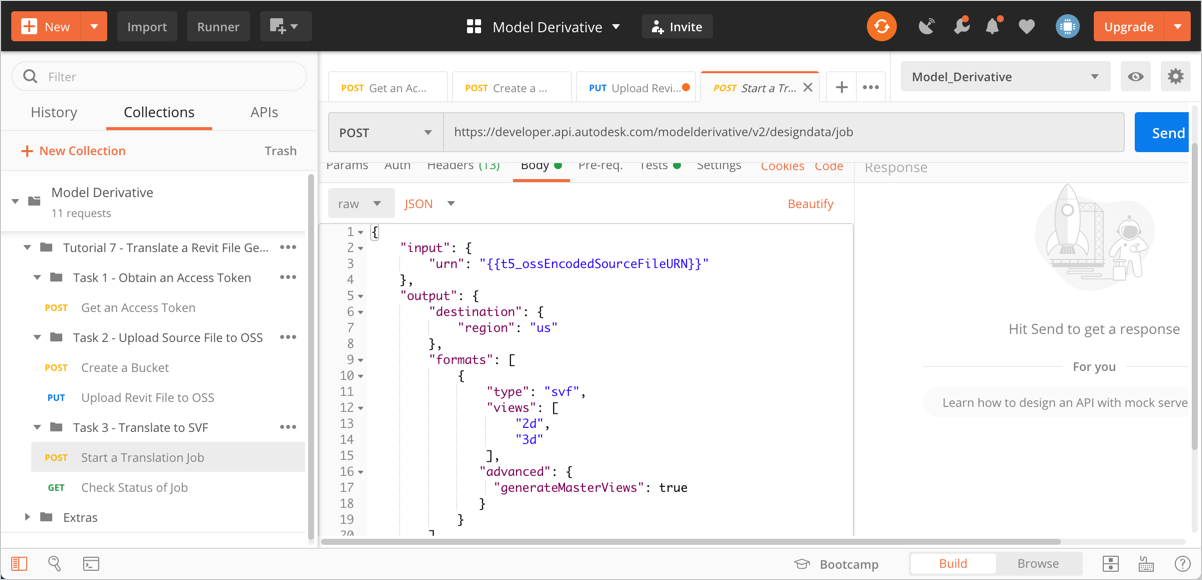 New
Import
Runner
Model Derivative
Invite
Upgrade
Filter
History
Collections
APIs
New Collection
Trash
Model Derivative
11 requests
Tutorial 7 - Translate a Revit File Ge...
Task 1 - Obtain an Access Token
POST Get an Access Token
Task 2 - Upload Source File to OSS
POST Create a Bucket
PUT Upload Revit File to OSS
Task 3 - Translate to SVF
POST Start a Translation Job
GET Check Status of Job
Extras
POST Get an Ac...
POST Create a ...
PUT Upload Revi...
POST Start a Tr...
Model_Derivative
POST
https://developer.api.autodesk.com/modelderivative/v2/designdata/job
Send
Params Auth Headers (13) Body Pre-req. Tests Settings Cookies Code
raw JSON Beautify
1 {
2 "input": {
3 "urn": "{{t5_ossEncodedSourceFileURN}}"
4 },
5 "output": {
6 "destination": {
7 "region": "us"
8 },
9 "formats": [
10 {
11 "type": "svf",
12 "views": [
13 "2d",
14 "3d"
15 ],
16 "advanced": {
17 "generateMasterViews": true
18 }
19 }
20 ]
Response
Hit Send to get a response
For you
Learn how to design an API with mock serve
Bootcamp
Build
Browse